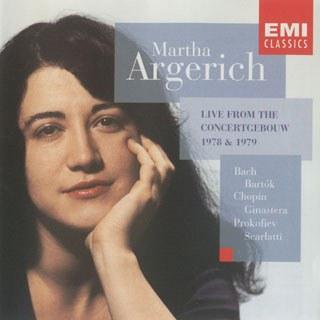 EMI
CLASSICS
Martha
Argerich
LIVE FROM THE
CONCERTGEBOUW
1978 & 1979
Bach
Bartók
Chopin
Ginastera
Prokofiev
Scarlatti